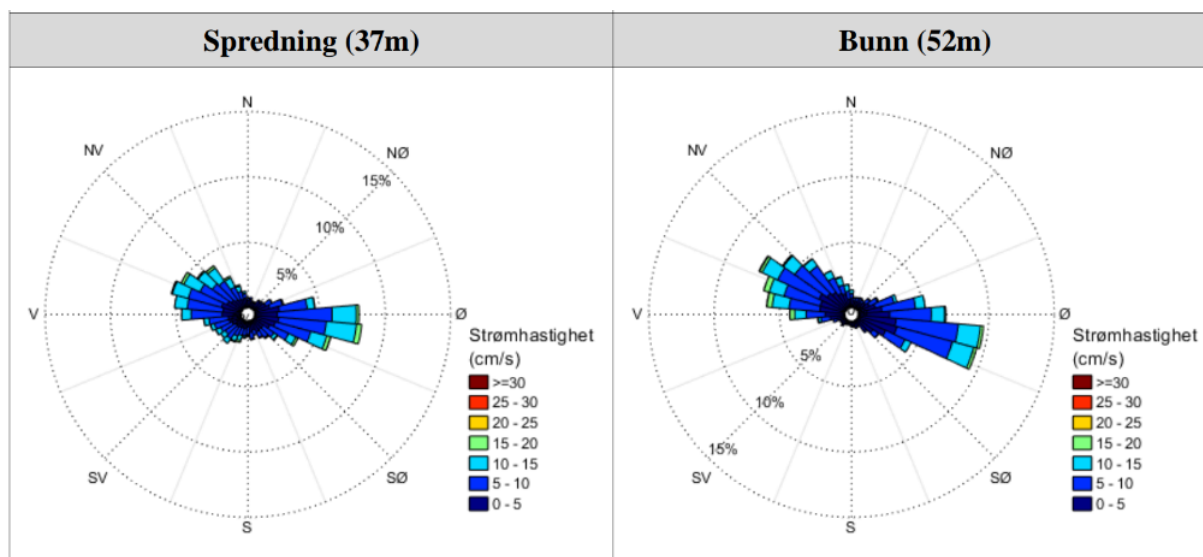 Spredning (37m)
Bunn (52m)
N
NV
NØ
15%
10%
5%
V
Ø
SV
SØ
S
Strømhastighet
(cm/s)
>=30
25 - 30
20 - 25
15 - 20
10 - 15
5 - 10
0 - 5
N
NV
NØ
V
Ø
5%
10%
15%
SV
SØ
S
Strømhastighet
(cm/s)
>=30
25 - 30
20 - 25
15 - 20
10 - 15
5 - 10
0 - 5